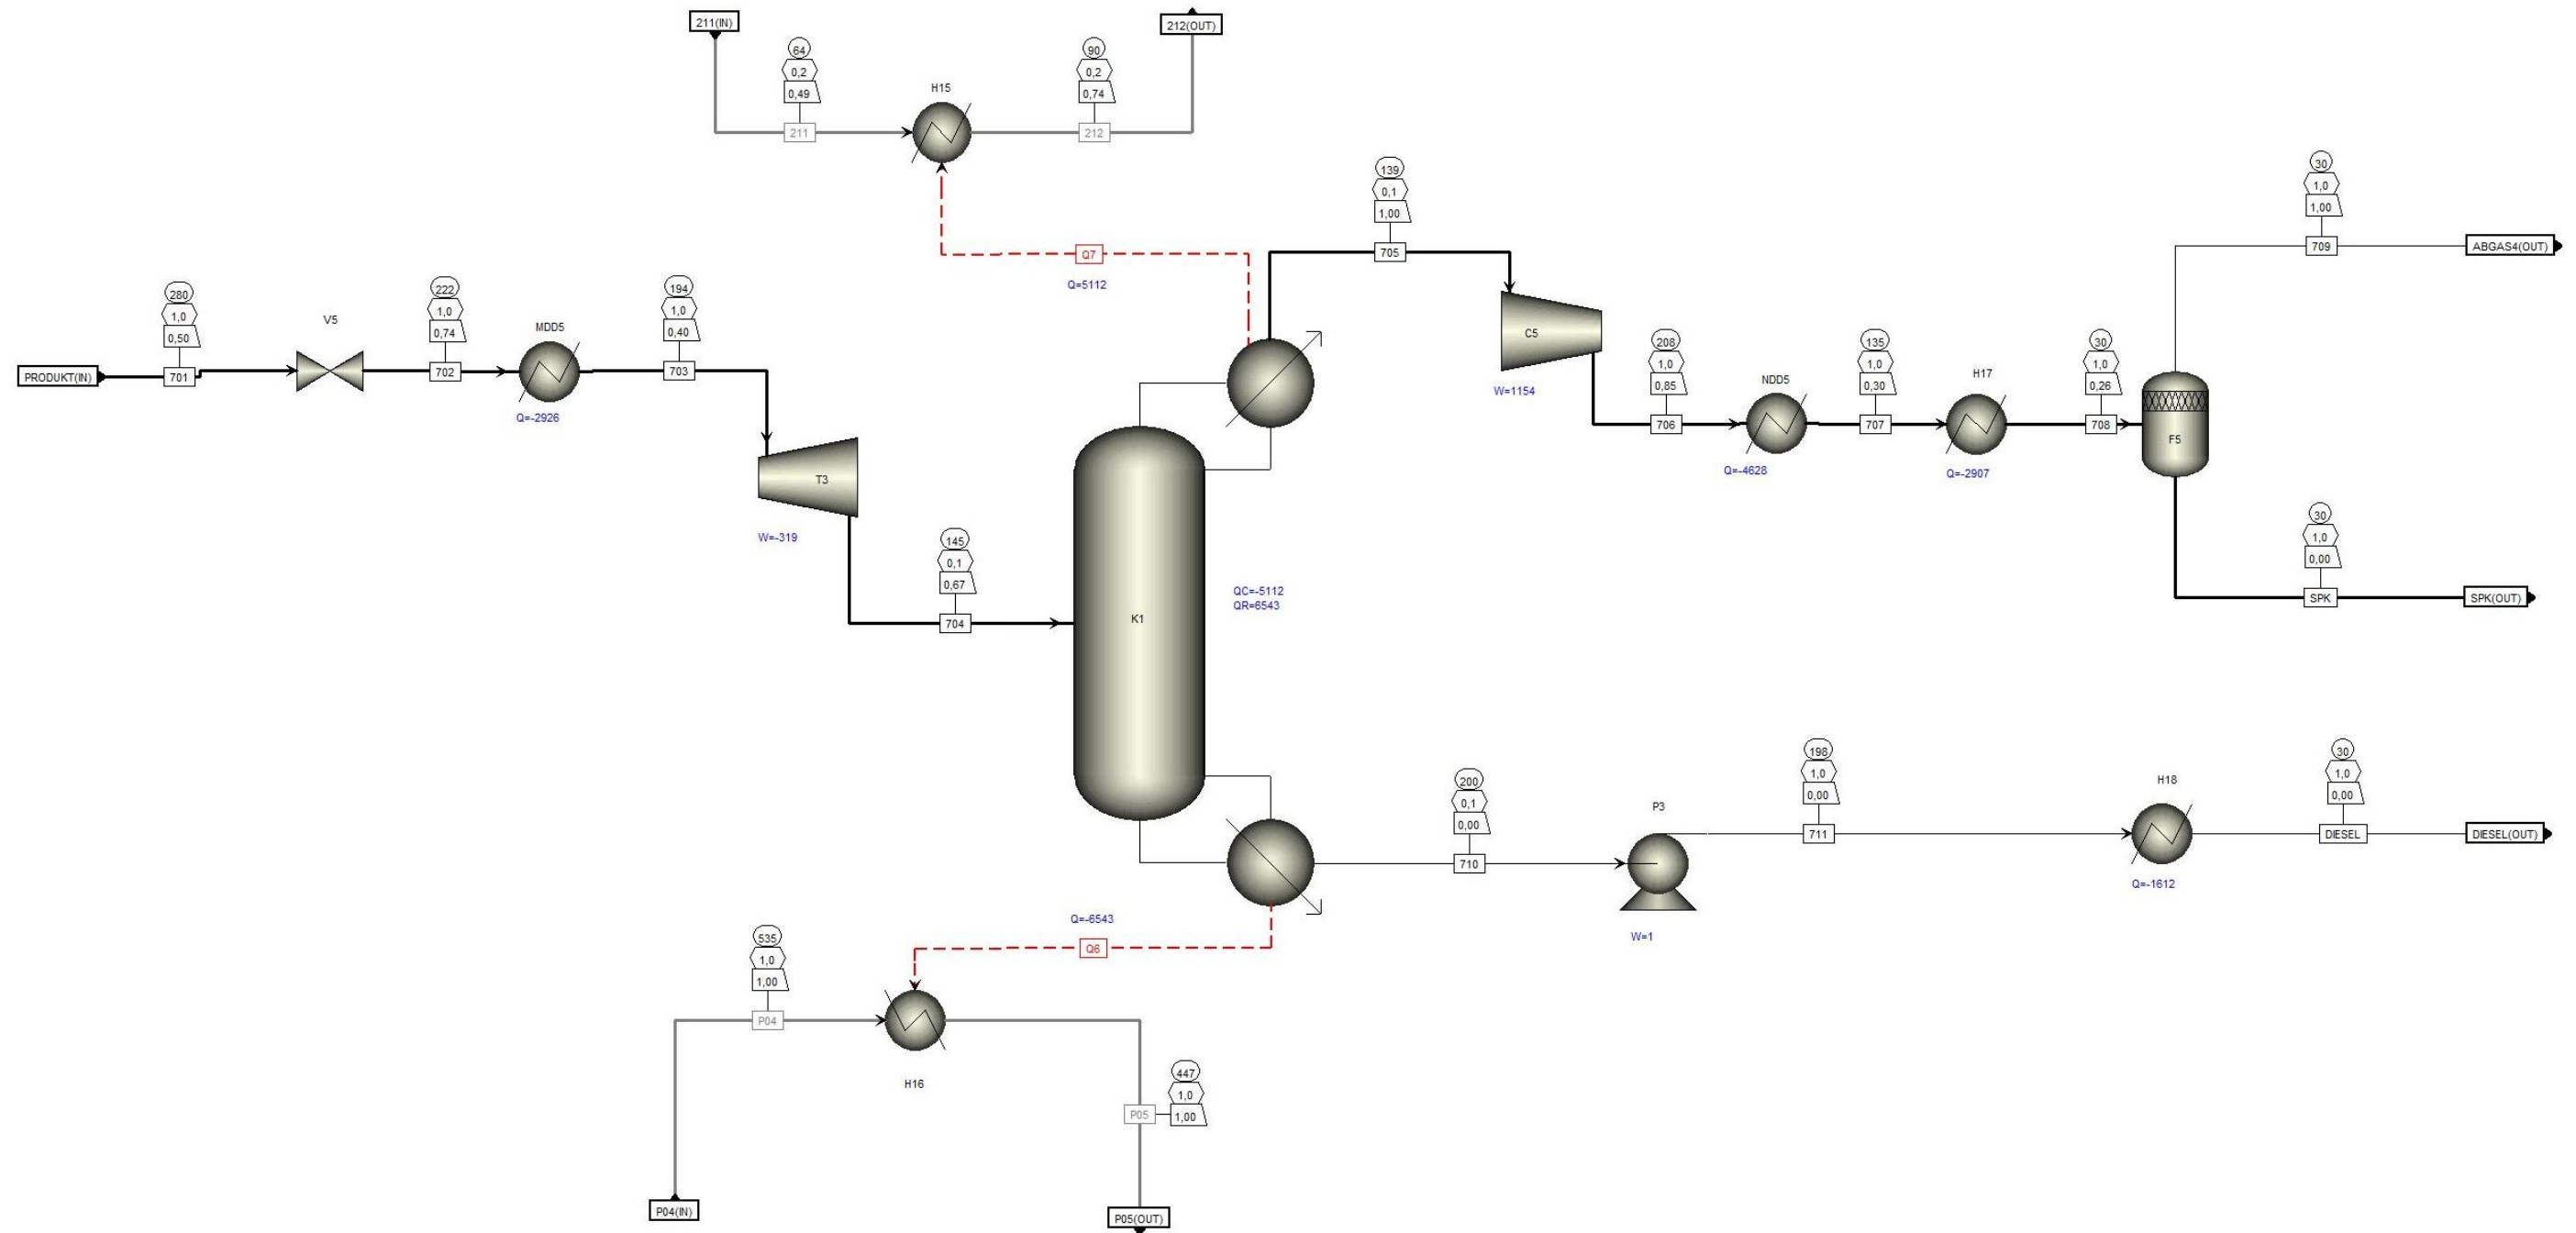 211(IN)
212(OUT)
64
0,2
0,49
211
H15
90
0,2
0,74
212
Q7
Q=5112
139
0,1
1,00
705
30
1,0
1,00
709
ABGAS4(OUT)
PRODUKT(IN)
280
1,0
0,50
701
V5
222
1,0
0,74
702
MDD5
Q=-2926
194
1,0
0,40
703
T3
W=-319
145
0,1
0,67
704
K1
QC=-5112
QR=6543
C5
W=1154
208
1,0
0,85
706
NDD5
Q=-4628
135
1,0
0,30
707
H17
Q=-2907
30
1,0
0,26
708
F5
30
1,0
0,00
SPK
SPK(OUT)
200
0,1
0,00
710
P3
W=1
198
1,0
0,00
711
H18
Q=-1612
30
1,0
0,00
DIESEL
DIESEL(OUT)
Q=-6543
Q6
535
1,0
1,00
P04
H16
447
1,0
1,00
P05
P04(IN)
P05(OUT)